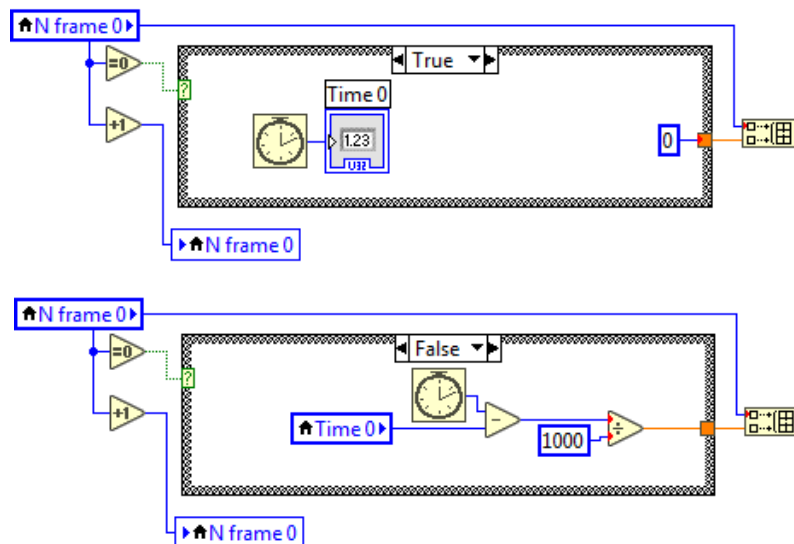 N frame 0
=0
+1
?
True
Time 0
1.23
U32
0
N frame 0
N frame 0
=0
+1
?
False
Time 0
−
1000
÷
N frame 0